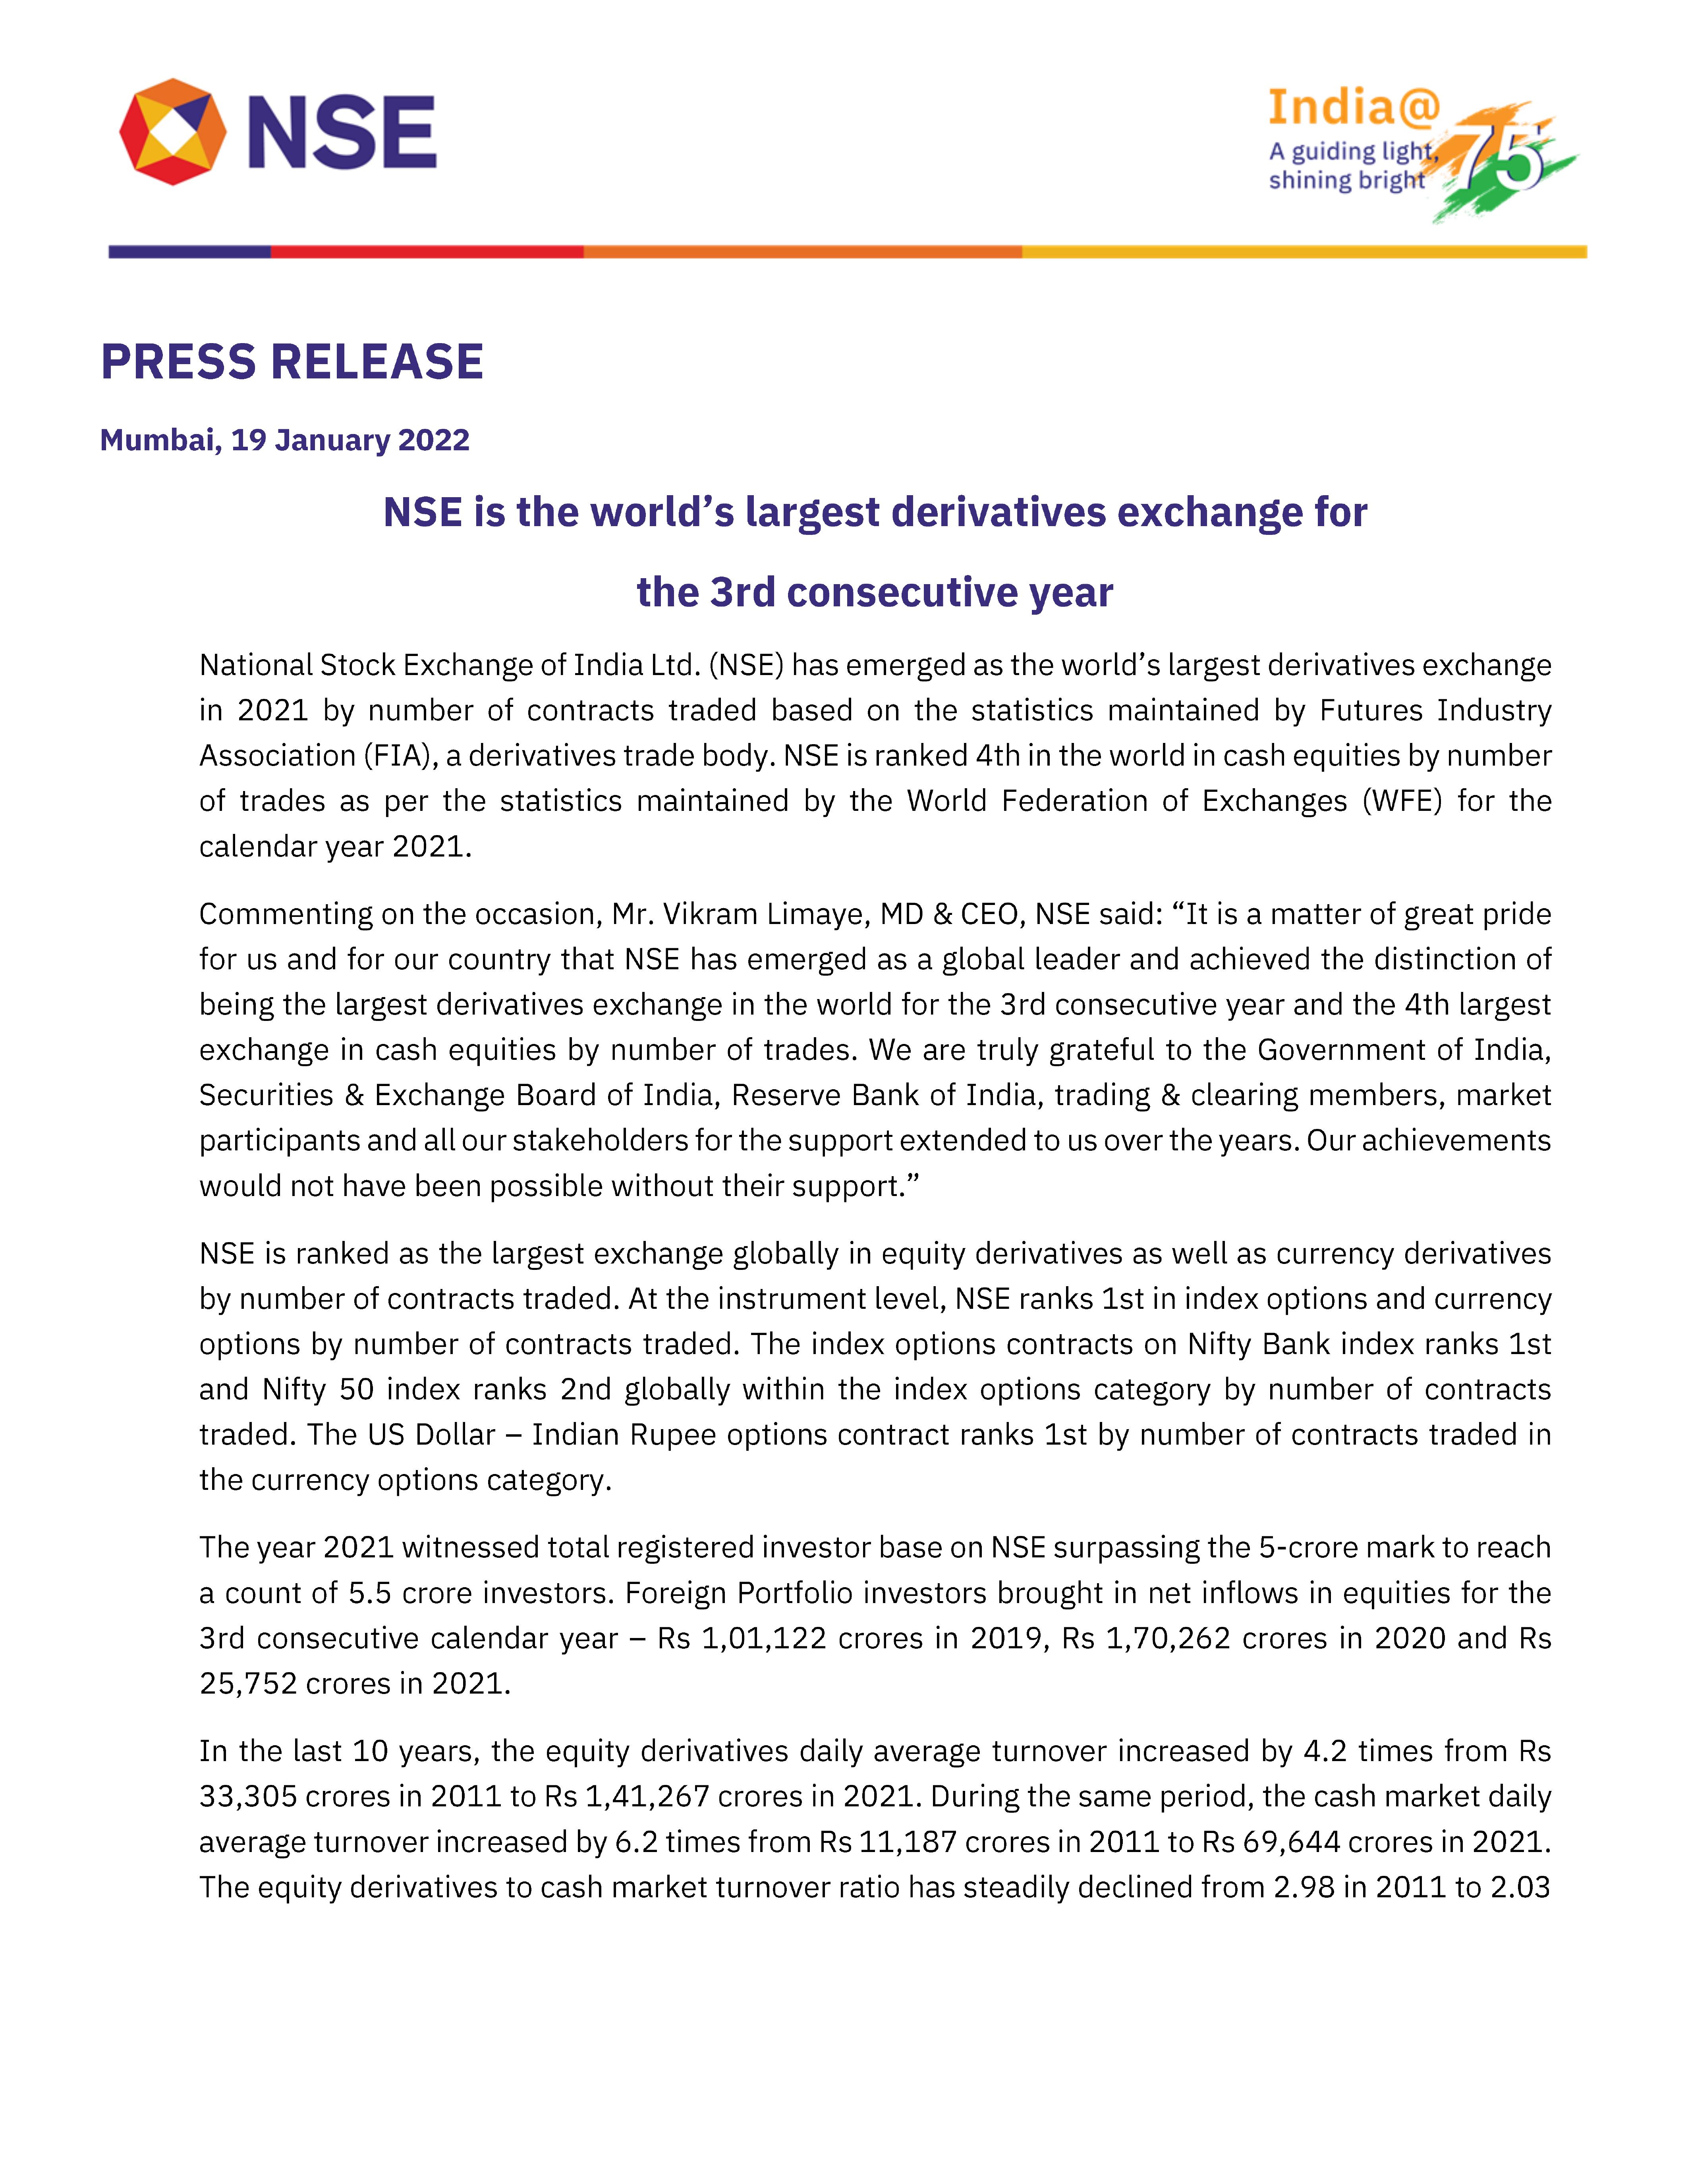 NSE
India@
75
A guiding light,
shining bright
PRESS RELEASE
Mumbai, 19 January 2022
NSE is the world’s largest derivatives exchange for
the 3rd consecutive year
National Stock Exchange of India Ltd. (NSE) has emerged as the world’s largest derivatives exchange
in 2021 by number of contracts traded based on the statistics maintained by Futures Industry
Association (FIA), a derivatives trade body. NSE is ranked 4th in the world in cash equities by number
of trades as per the statistics maintained by the World Federation of Exchanges (WFE) for the
calendar year 2021.
Commenting on the occasion, Mr. Vikram Limaye, MD & CEO, NSE said: “It is a matter of great pride
for us and for our country that NSE has emerged as a global leader and achieved the distinction of
being the largest derivatives exchange in the world for the 3rd consecutive year and the 4th largest
exchange in cash equities by number of trades. We are truly grateful to the Government of India,
Securities & Exchange Board of India, Reserve Bank of India, trading & clearing members, market
participants and all our stakeholders for the support extended to us over the years. Our achievements
would not have been possible without their support.”
NSE is ranked as the largest exchange globally in equity derivatives as well as currency derivatives
by number of contracts traded. At the instrument level, NSE ranks 1st in index options and currency
options by number of contracts traded. The index options contracts on Nifty Bank index ranks 1st
and Nifty 50 index ranks 2nd globally within the index options category by number of contracts
traded. The US Dollar – Indian Rupee options contract ranks 1st by number of contracts traded in
the currency options category.
The year 2021 witnessed total registered investor base on NSE surpassing the 5-crore mark to reach
a count of 5.5 crore investors. Foreign Portfolio investors brought in net inflows in equities for the
3rd consecutive calendar year – Rs 1,01,122 crores in 2019, Rs 1,70,262 crores in 2020 and Rs
25,752 crores in 2021.
In the last 10 years, the equity derivatives daily average turnover increased by 4.2 times from Rs
33,305 crores in 2011 to Rs 1,41,267 crores in 2021. During the same period, the cash market daily
average turnover increased by 6.2 times from Rs 11,187 crores in 2011 to Rs 69,644 crores in 2021.
The equity derivatives to cash market turnover ratio has steadily declined from 2.98 in 2011 to 2.03